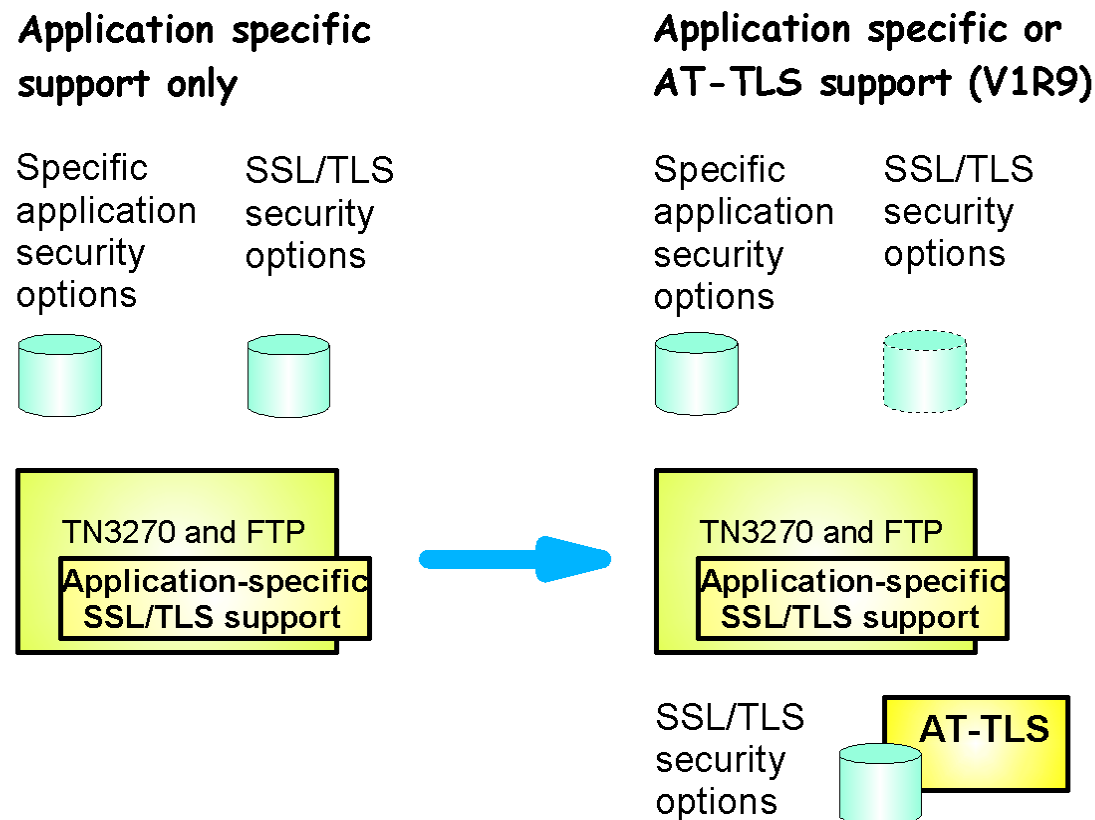 Application specific
support only
Specific
application
security
options
SSL/TLS
security
options
TN3270 and FTP
Application-specific
SSL/TLS support
Application specific or
AT-TLS support (V1R9)
Specific
application
security
options
SSL/TLS
security
options
TN3270 and FTP
Application-specific
SSL/TLS support
SSL/TLS
security
options
AT-TLS